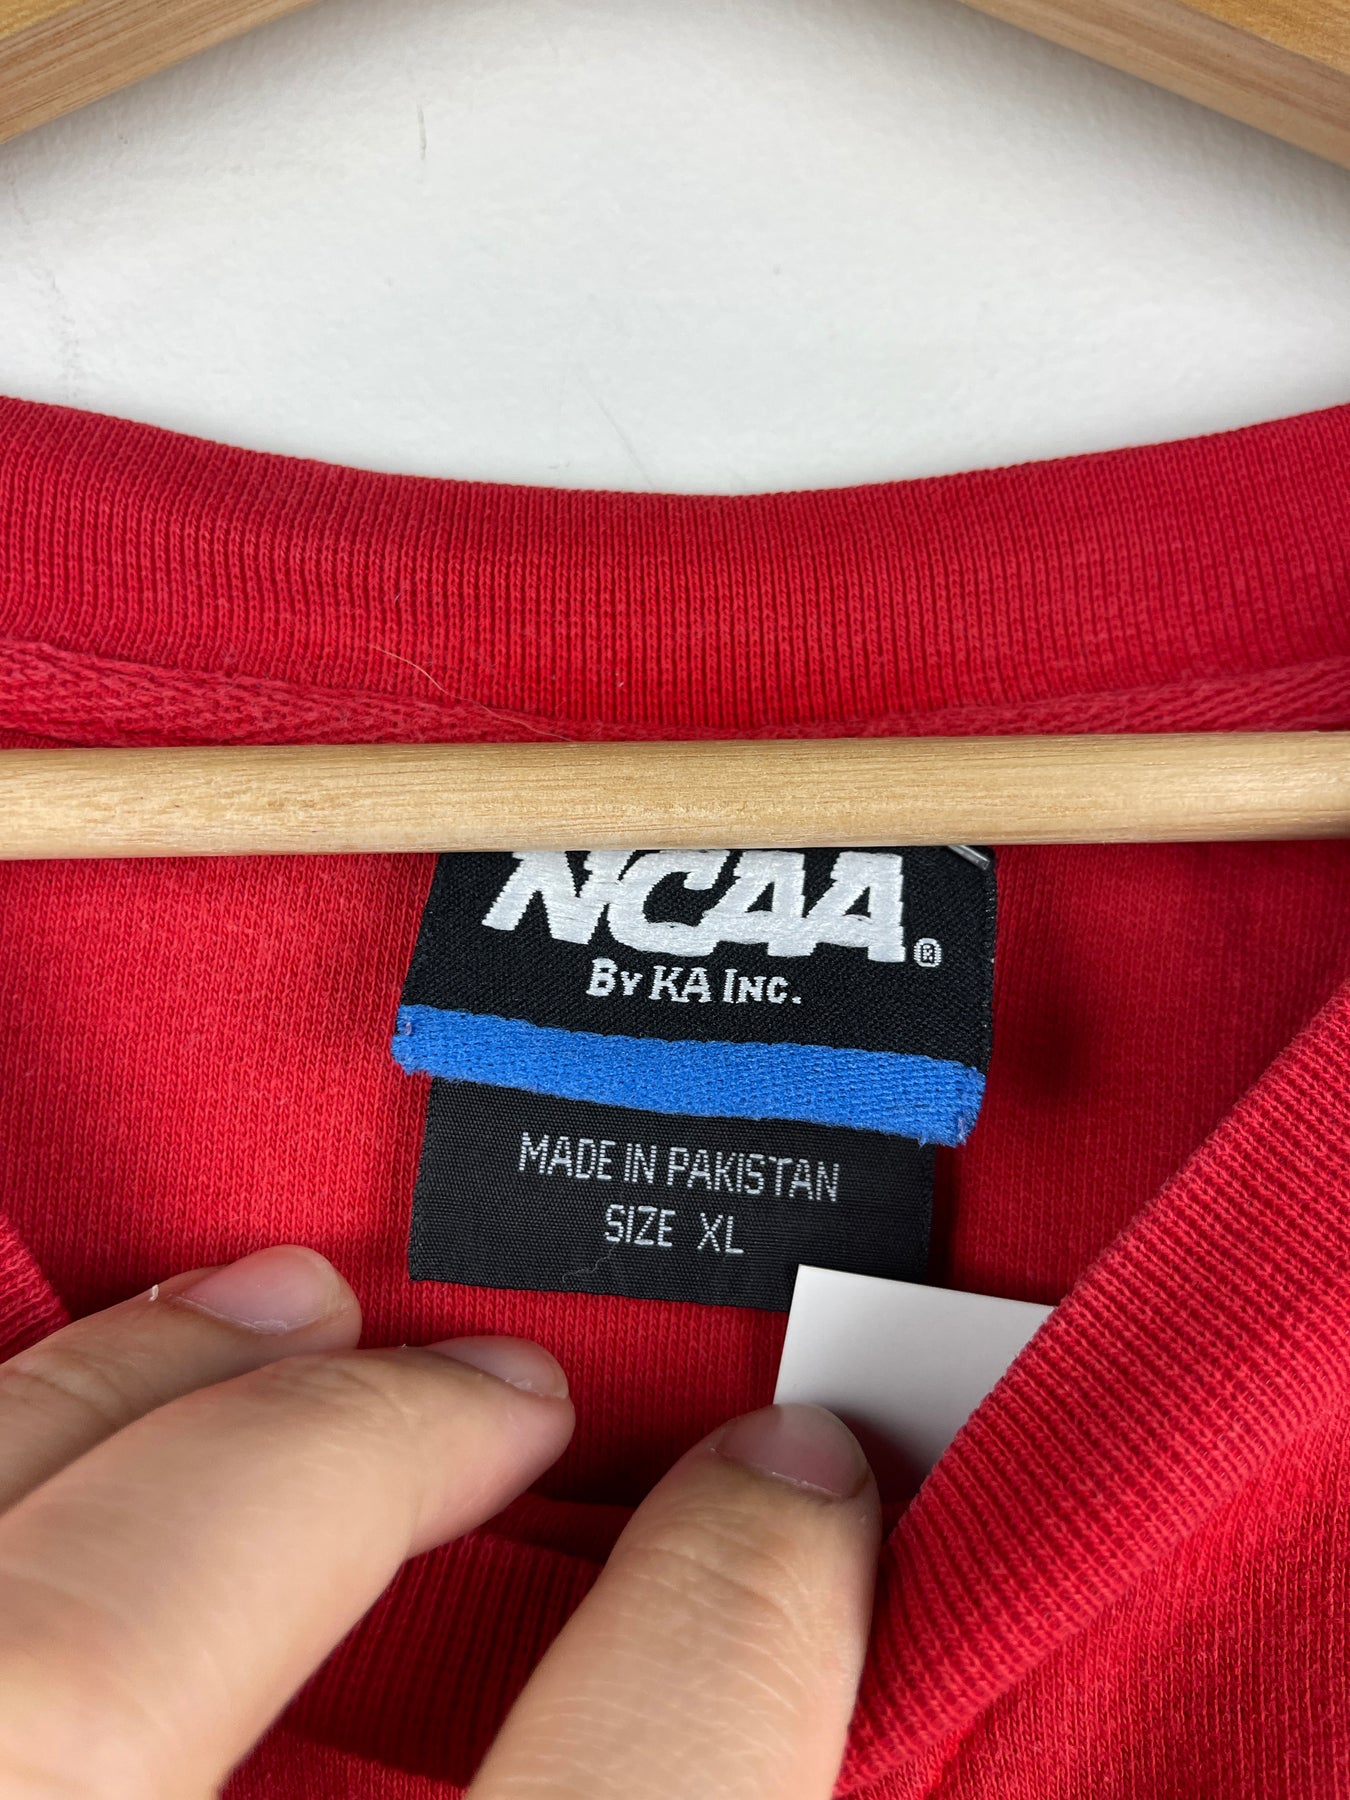 NCAA®
BY KA INC.
MADE IN PAKISTAN
SIZE XL